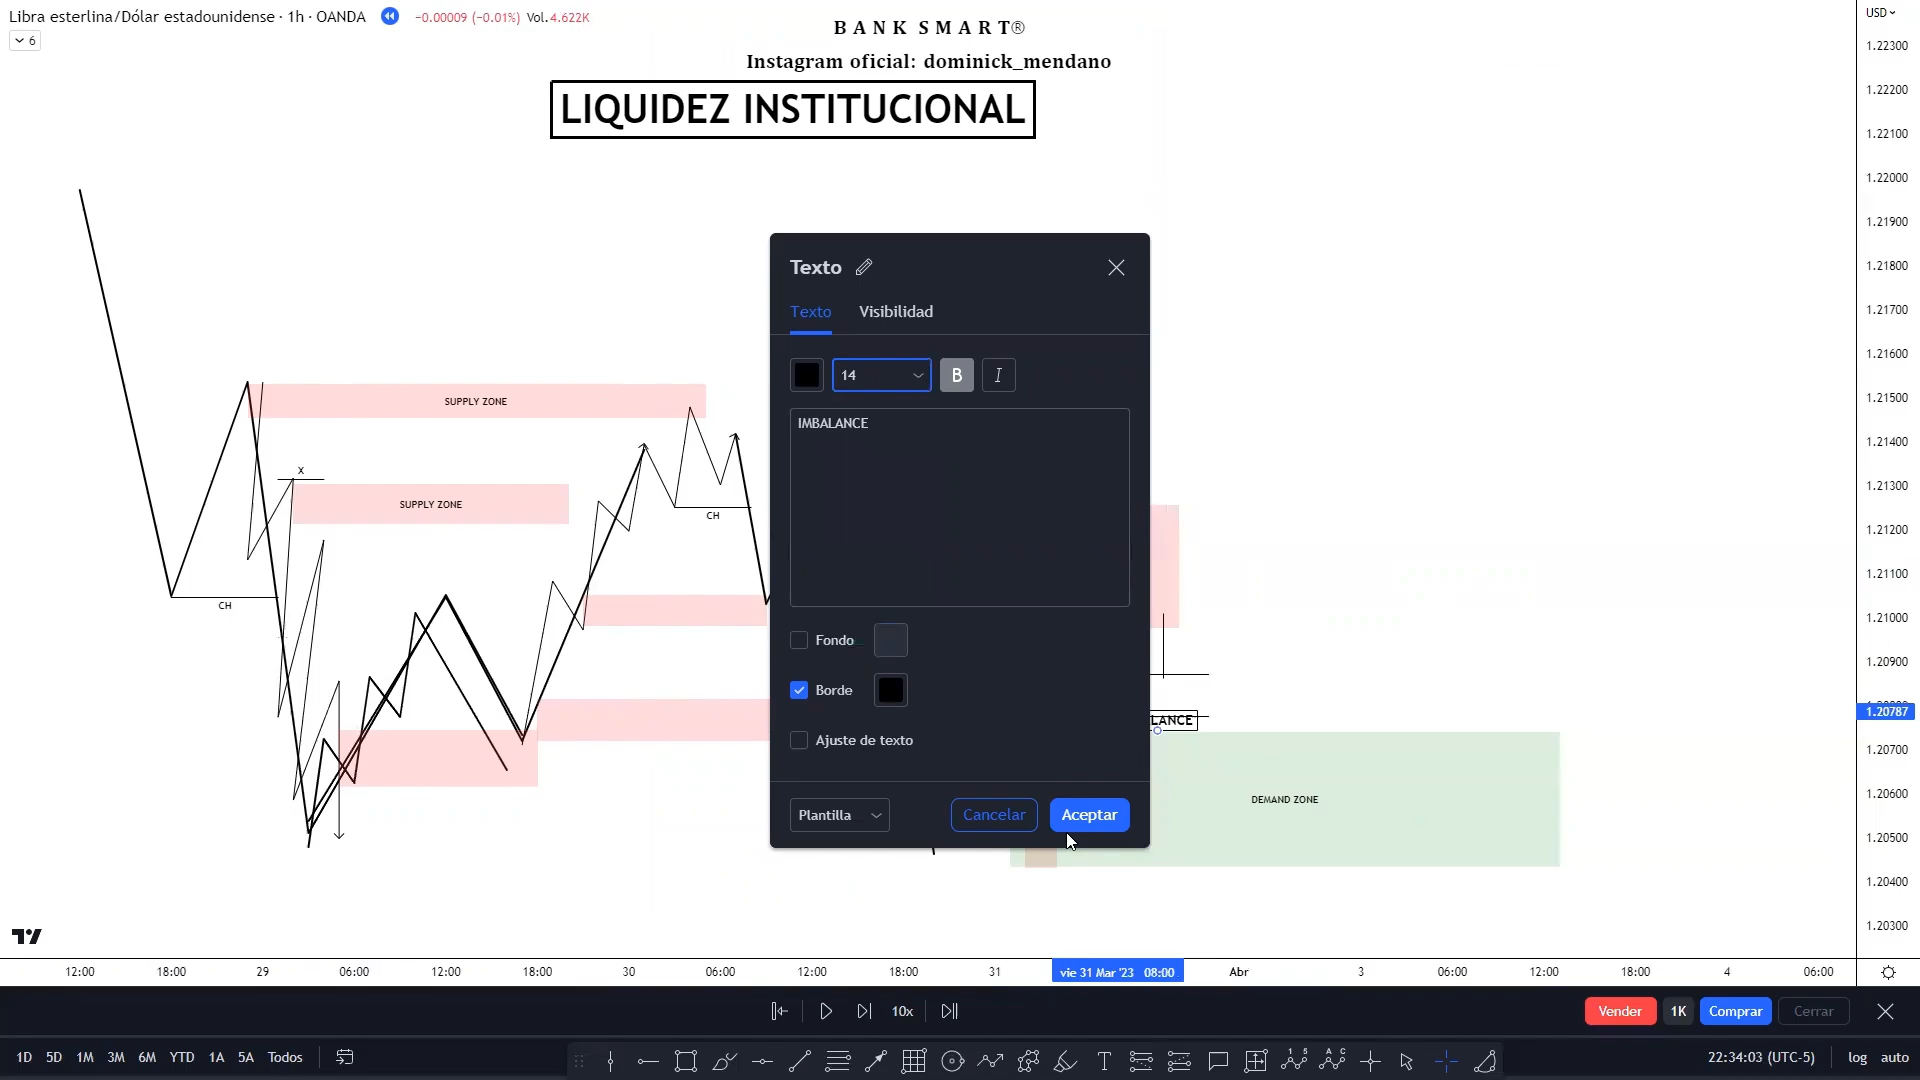 Libra esterlina/Dólar estadounidense · 1h · OANDA −0.00009 (−0.01%) Vol.4.622K
6
BANK SMART®
Instagram oficial: dominick_mendano
LIQUIDEZ INSTITUCIONAL
USD
1.22300
1.22200
1.22100
1.22000
1.21900
1.21800
1.21700
1.21600
1.21500
1.21400
1.21300
1.21200
1.21100
1.21000
1.20900
1.20787
1.20700
1.20600
1.20500
1.20400
1.20300
SUPPLY ZONE
X
SUPPLY ZONE
CH
CH
LANCE
DEMAND ZONE
Texto
Texto Visibilidad
14 B I
IMBALANCE
Fondo
Borde
Ajuste de texto
Plantilla Cancelar Aceptar
12:00 18:00 29 06:00 12:00 18:00 30 06:00 12:00 18:00 31 vie 31 Mar '23 08:00 Abr 3 06:00 12:00 18:00 4 06:00
10x
Vender 1K Comprar Cerrar
1D 5D 1M 3M 6M YTD 1A 5A Todos
22:34:03 (UTC-5) log auto